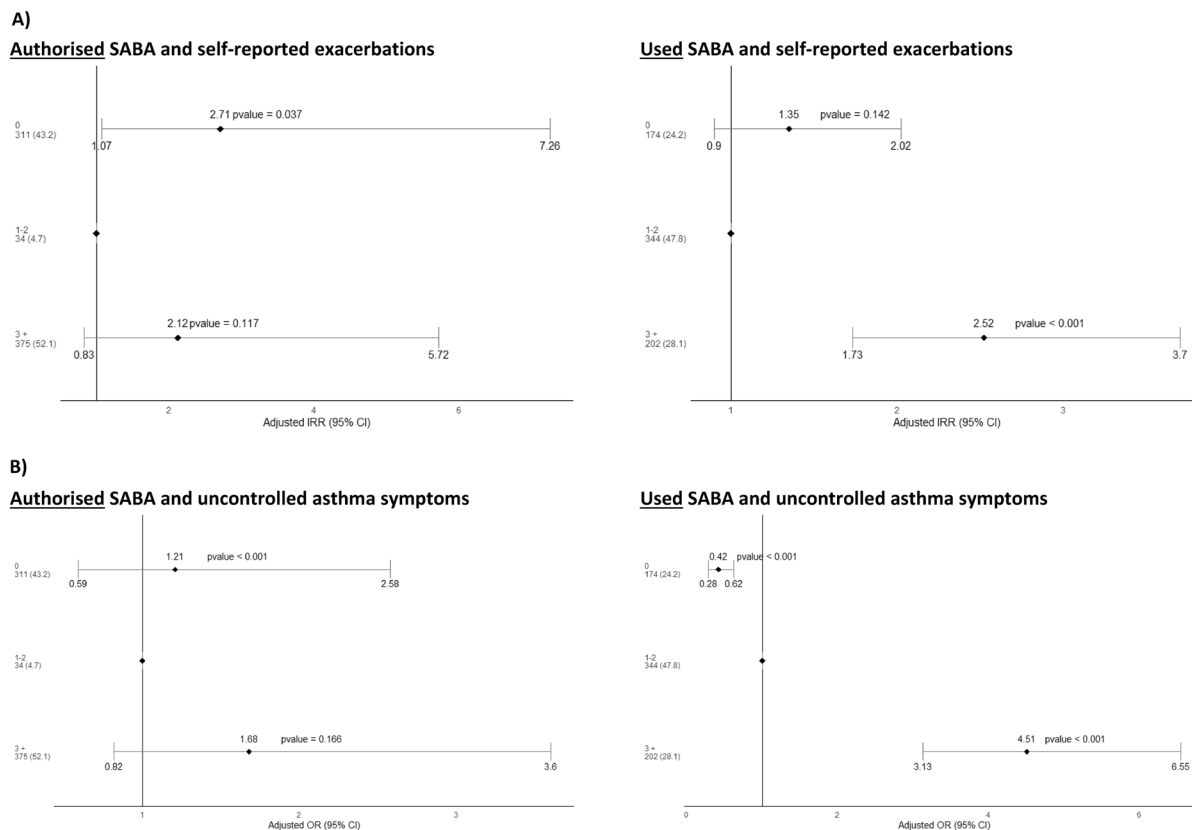 A)
Authorised SABA and self-reported exacerbations
2.71 pvalue = 0.037
0
311 (43.2)
1.07
7.26
1-2
34 (4.7)
2.12 pvalue = 0.117
3 +
375 (52.1)
0.83
5.72
2 4 6
Adjusted IRR (95% CI)
Used SABA and self-reported exacerbations
1.35 pvalue = 0.142
0
174 (24.2)
0.9
2.02
1-2
344 (47.8)
2.52 pvalue < 0.001
3 +
202 (28.1)
1.73
3.7
1 2 3
Adjusted IRR (95% CI)
B)
Authorised SABA and uncontrolled asthma symptoms
1.21 pvalue < 0.001
0
311 (43.2)
0.59
2.58
1-2
34 (4.7)
1.68 pvalue = 0.166
3 +
375 (52.1)
0.82
3.6
1 2 3
Adjusted OR (95% CI)
Used SABA and uncontrolled asthma symptoms
0.42 pvalue < 0.001
0
174 (24.2)
0.28 0.62
1-2
344 (47.8)
4.51 pvalue < 0.001
3 +
202 (28.1)
3.13
6.55
0 2 4 6
Adjusted OR (95% CI)